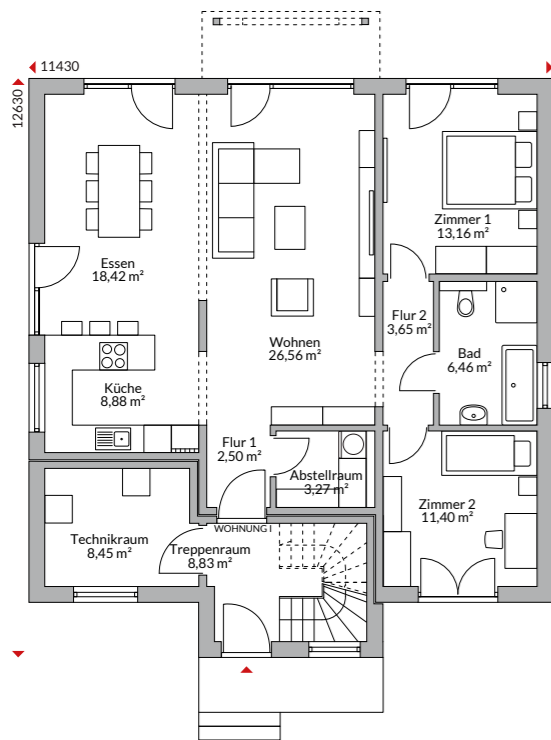 11430
12630
Zimmer 1
13,16 m²
Essen
18,42 m²
Flur 2
3,65 m²
Wohnen
26,56 m²
Bad
6,46 m²
Küche
8,88 m²
Flur 1
2,50 m²
Abstellraum
3,27 m²
Zimmer 2
11,40 m²
WOHNUNG I
Technikraum
8,45 m²
Treppenraum
8,83 m²